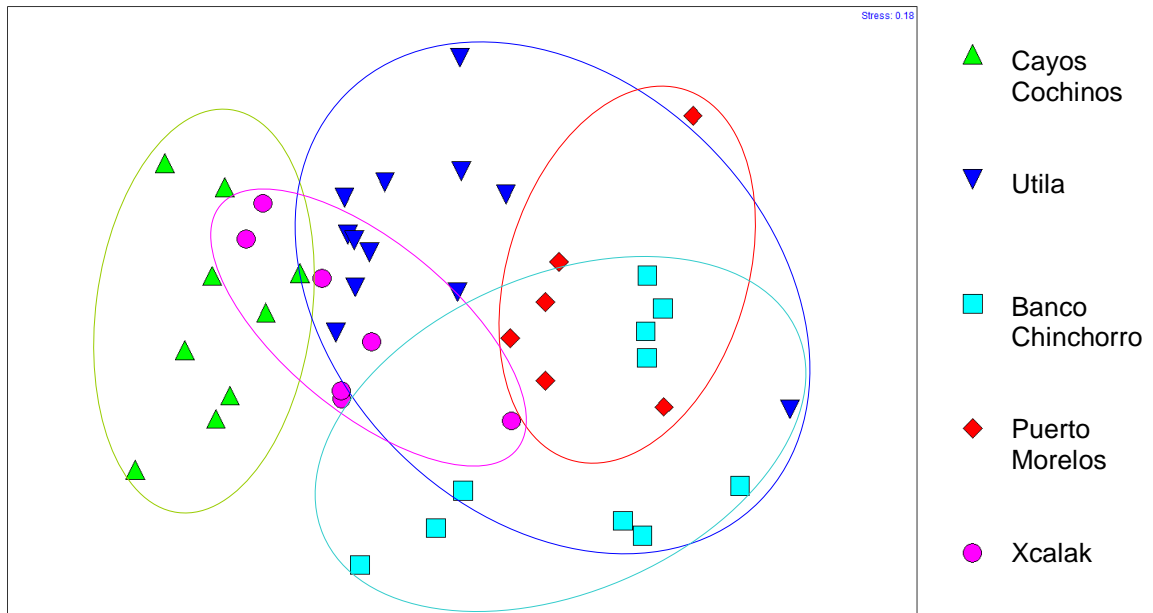 Stress: 0.18
Cayos
Cochinos
Utila
Banco
Chinchorro
Puerto
Morelos
Xcalak